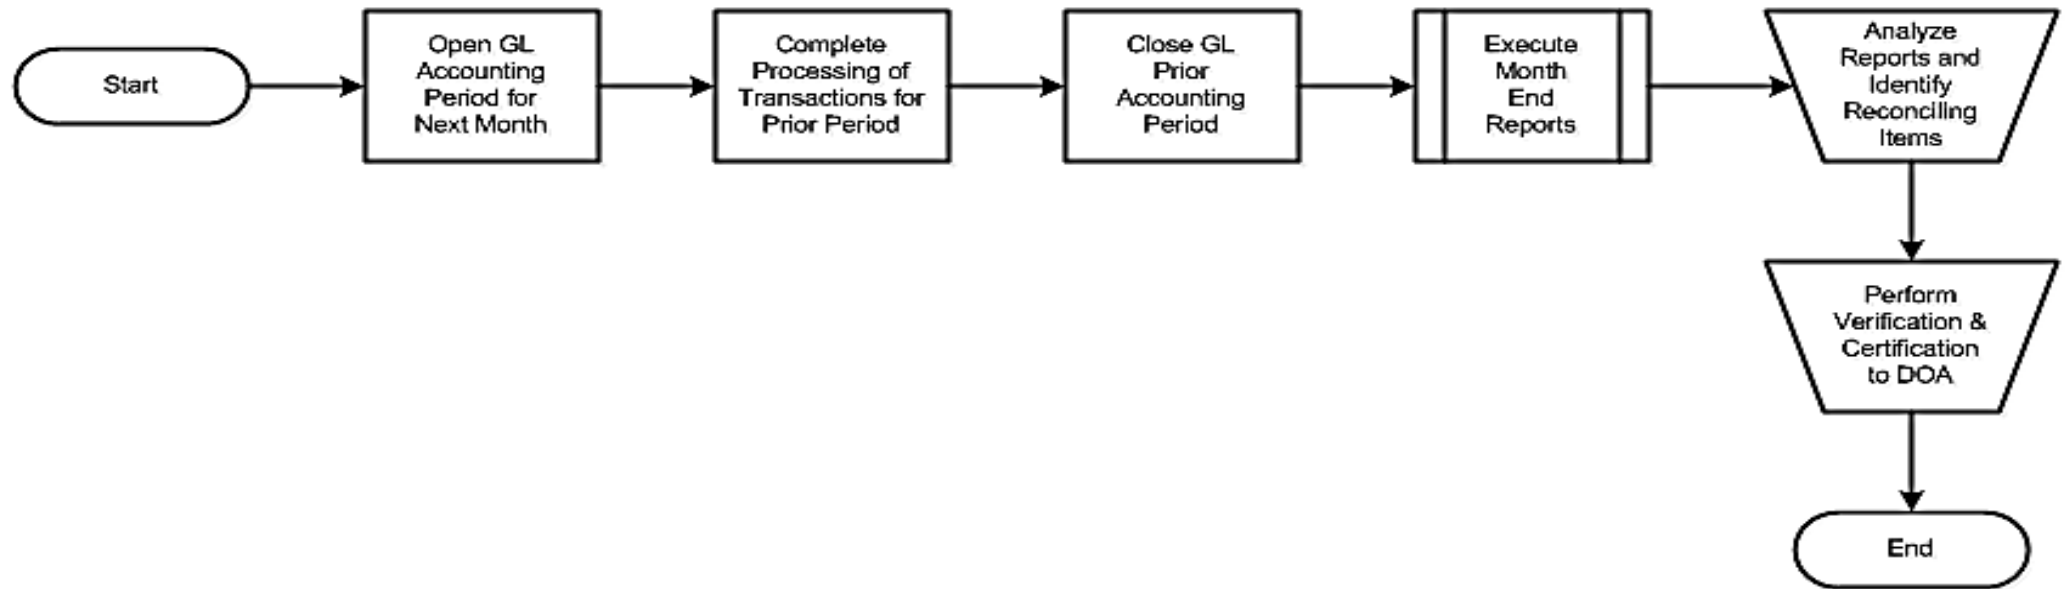 Start
Open GL
Accounting
Period for
Next Month
Complete
Processing of
Transactions for
Prior Period
Close GL
Prior
Accounting
Period
Execute
Month
End
Reports
Analyze
Reports and
Identify
Reconciling
Items
Perform
Verification &
Certification
to DOA
End